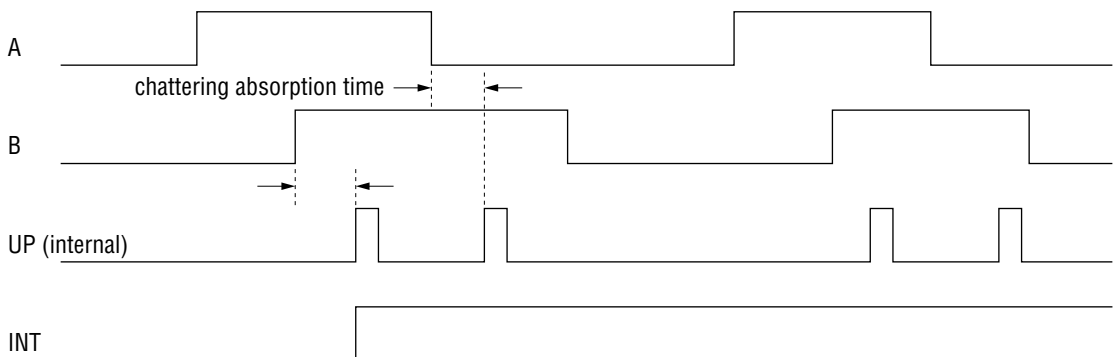 A
chattering absorption time
B
UP (internal)
INT